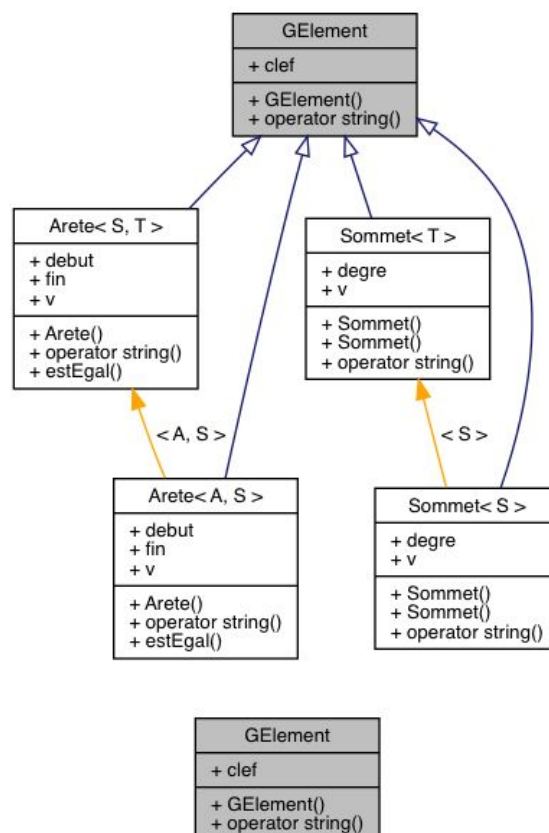 GElement
+ clef
+ GElement()
+ operator string()
Arete< S, T >
+ debut
+ fin
+ v
+ Arete()
+ operator string()
+ estEgal()
Sommet< T >
+ degre
+ v
+ Sommet()
+ Sommet()
+ operator string()
< A, S >
< S >
Arete< A, S >
+ debut
+ fin
+ v
+ Arete()
+ operator string()
+ estEgal()
Sommet< S >
+ degre
+ v
+ Sommet()
+ Sommet()
+ operator string()
GElement
+ clef
+ GElement()
+ operator string()